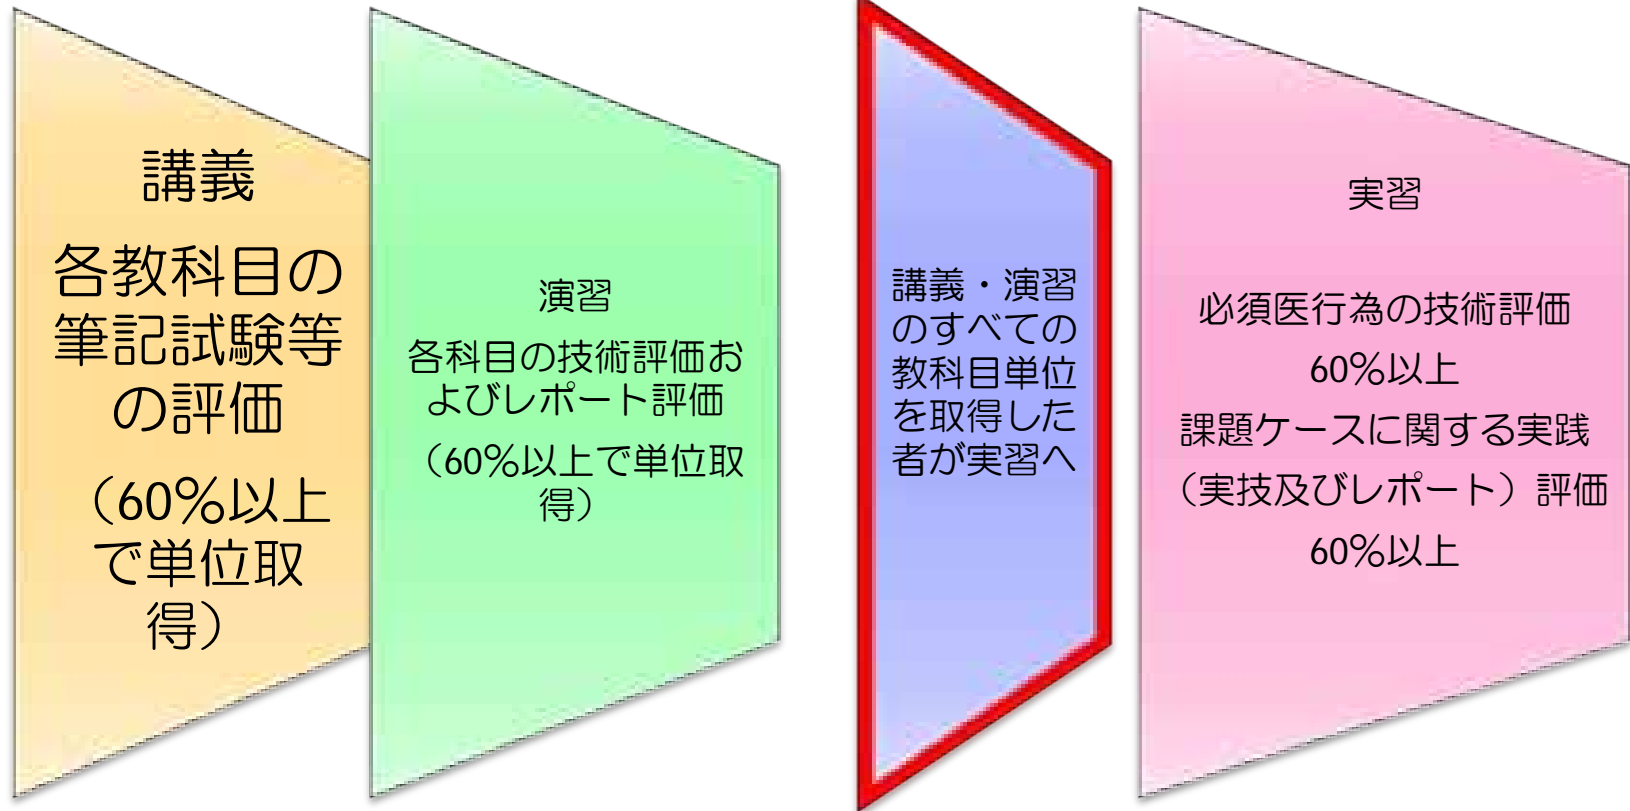 講義
各教科目の
筆記試験等
の評価
（60％以上
で単位取
得）
演習
各科目の技術評価お
よびレポート評価
（60％以上で単位取
得）
講義・演習
のすべての
教科目単位
を取得した
者が実習へ
実習
必須医行為の技術評価
60％以上
課題ケースに関する実践
（実技及びレポート）評価
60％以上